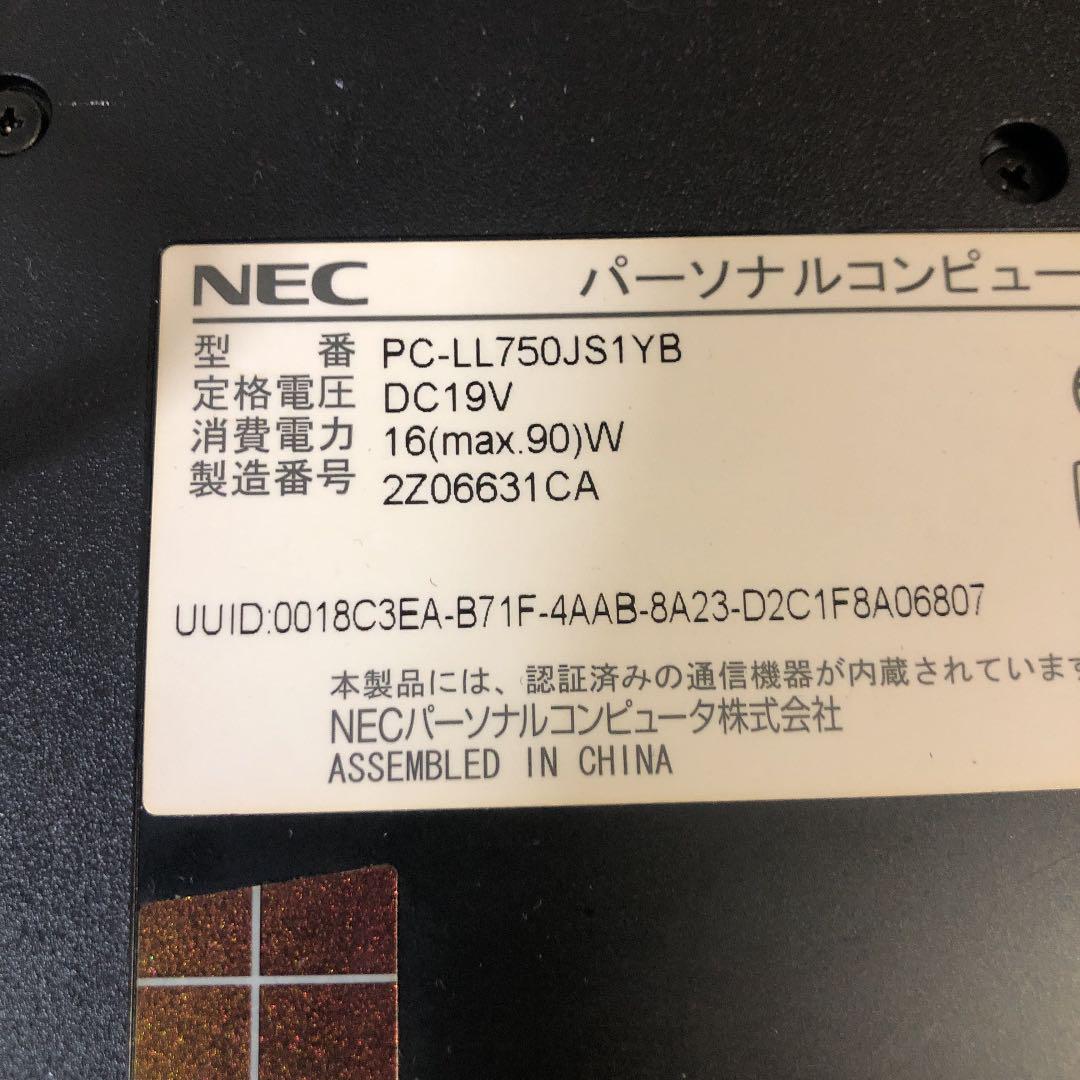 NEC パーソナルコンピュー
型 番 PC-LL750JS1YB
定格電圧 DC19V
消費電力 16(max.90)W
製造番号 2Z06631CA
UUID:0018C3EA-B71F-4AAB-8A23-D2C1F8A06807
本製品には、認証済みの通信機器が内蔵されています
NECパーソナルコンピュータ株式会社
ASSEMBLED IN CHINA